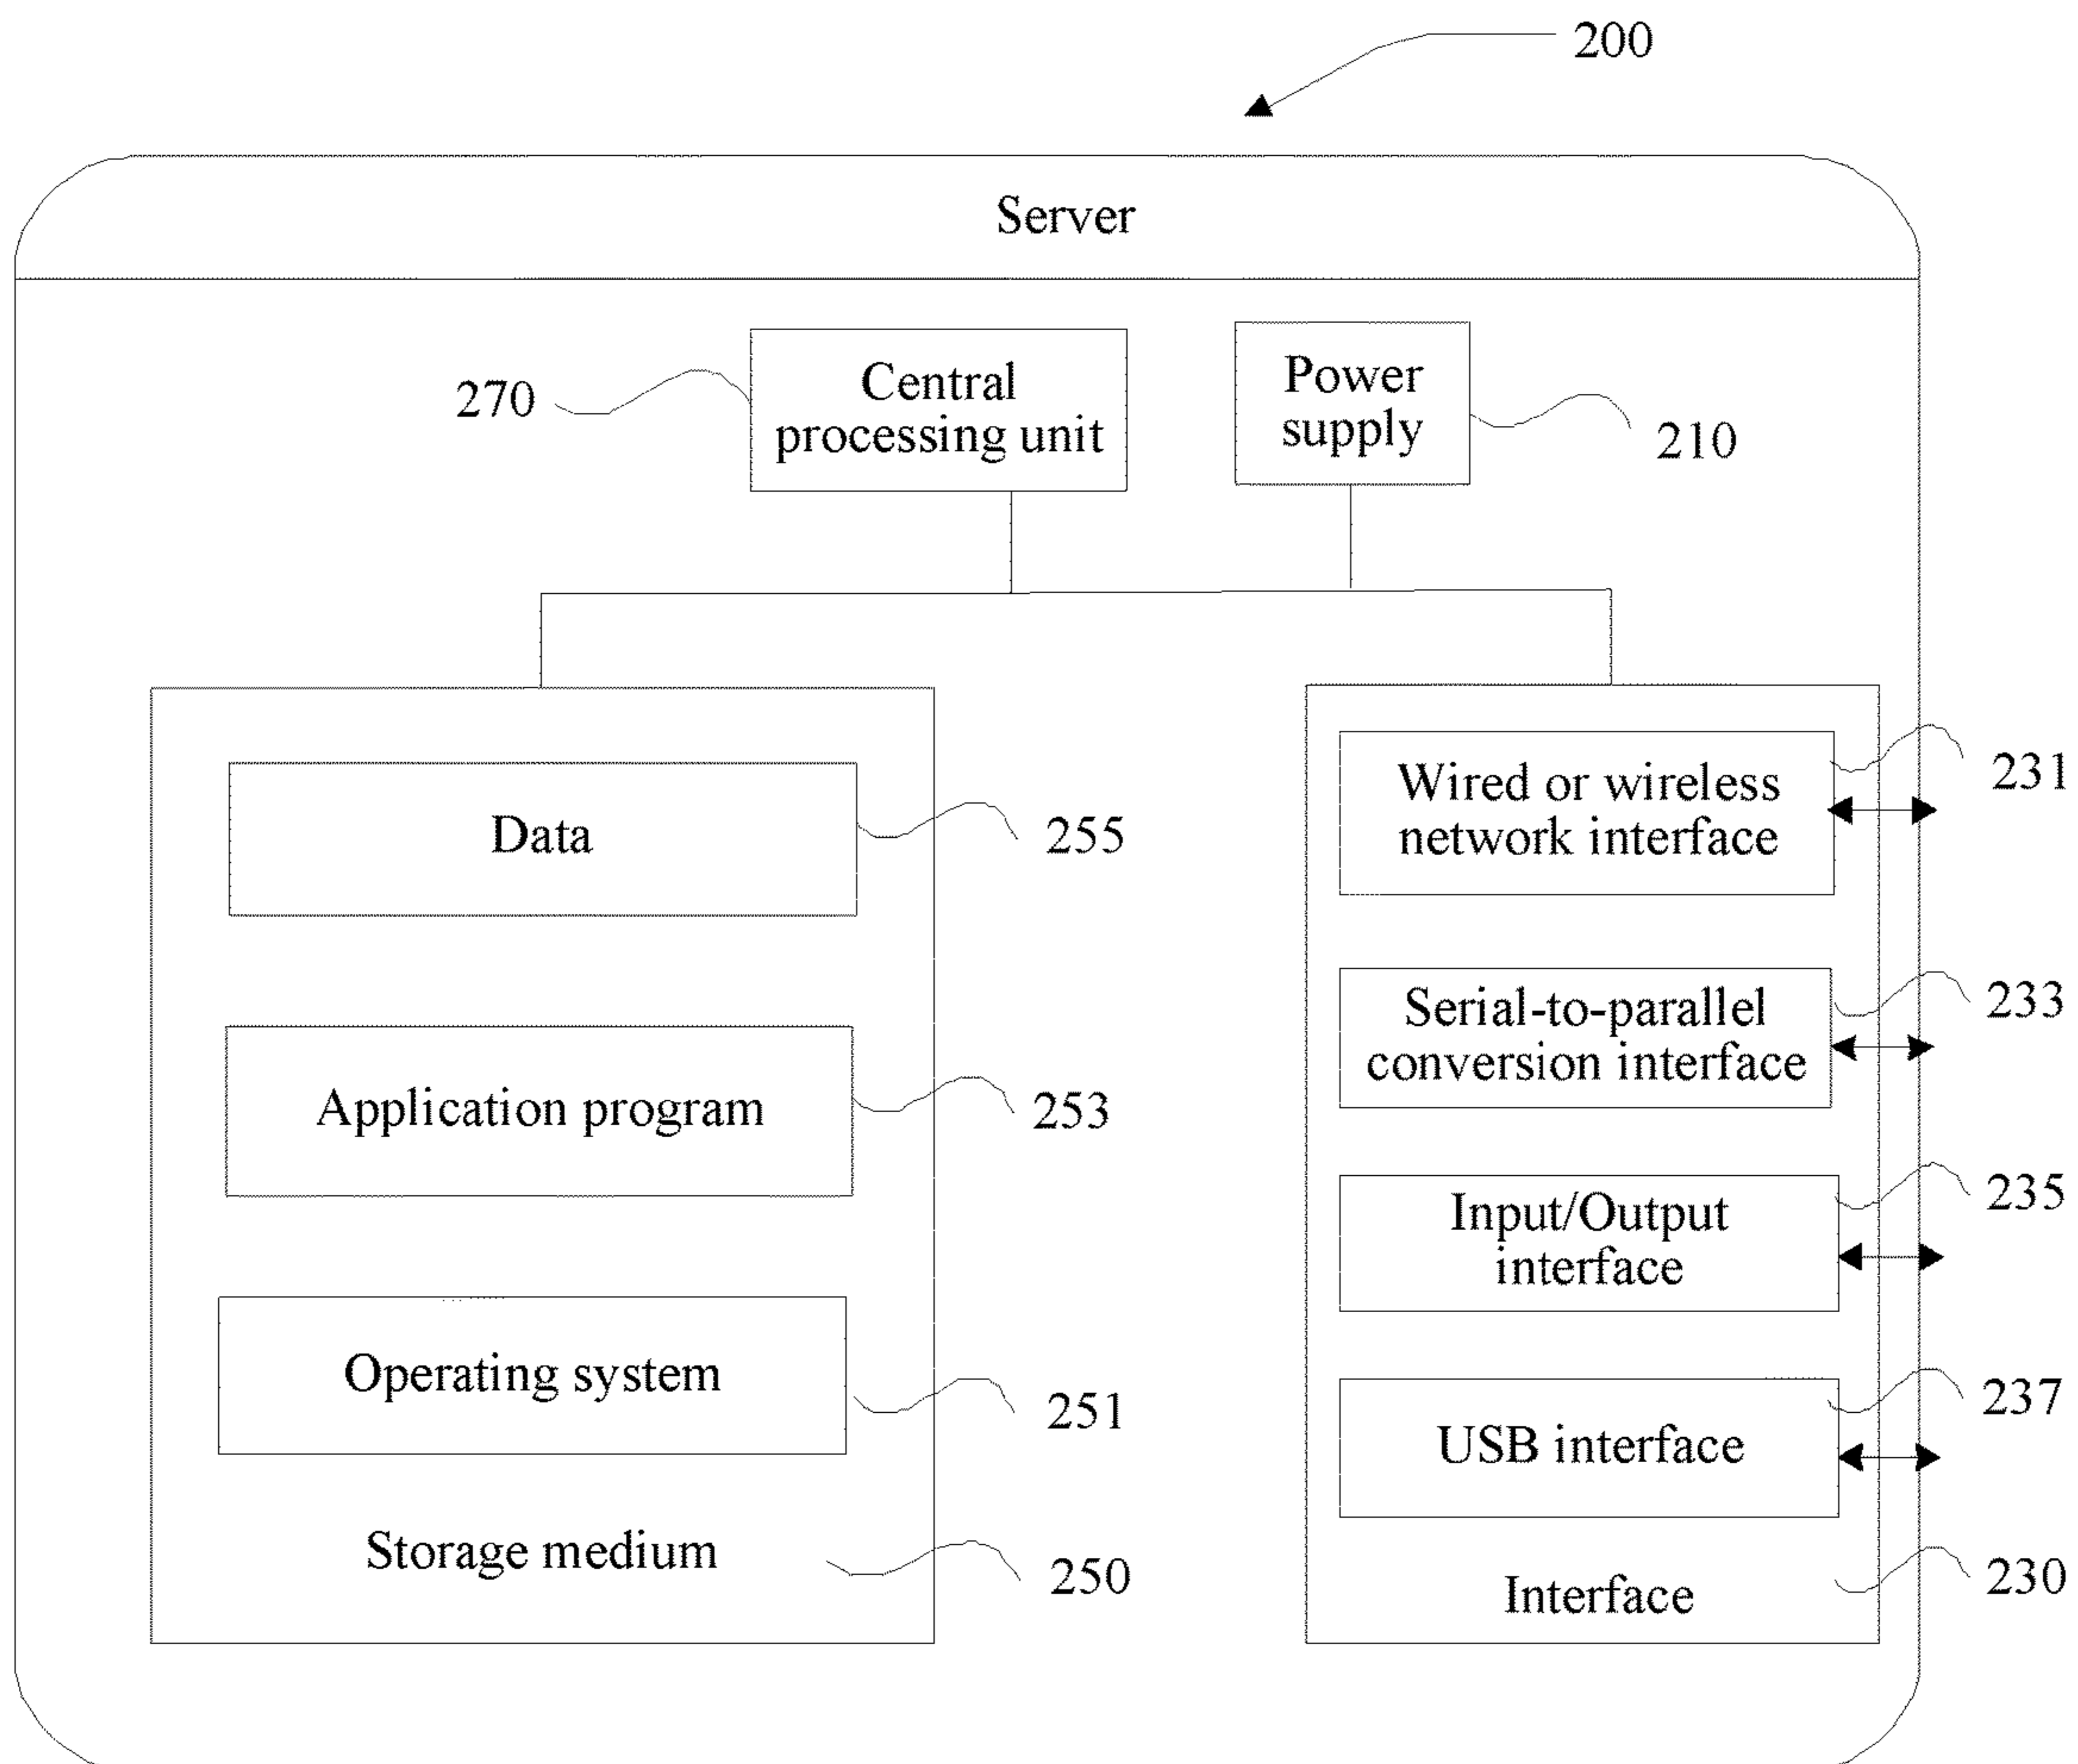 200
Server
270
Central
processing unit
Power
supply
210
Data
255
Application program
253
Operating system
251
Storage medium
250
Wired or wireless
network interface
231
Serial-to-parallel
conversion interface
233
Input/Output
interface
235
USB interface
237
Interface
230